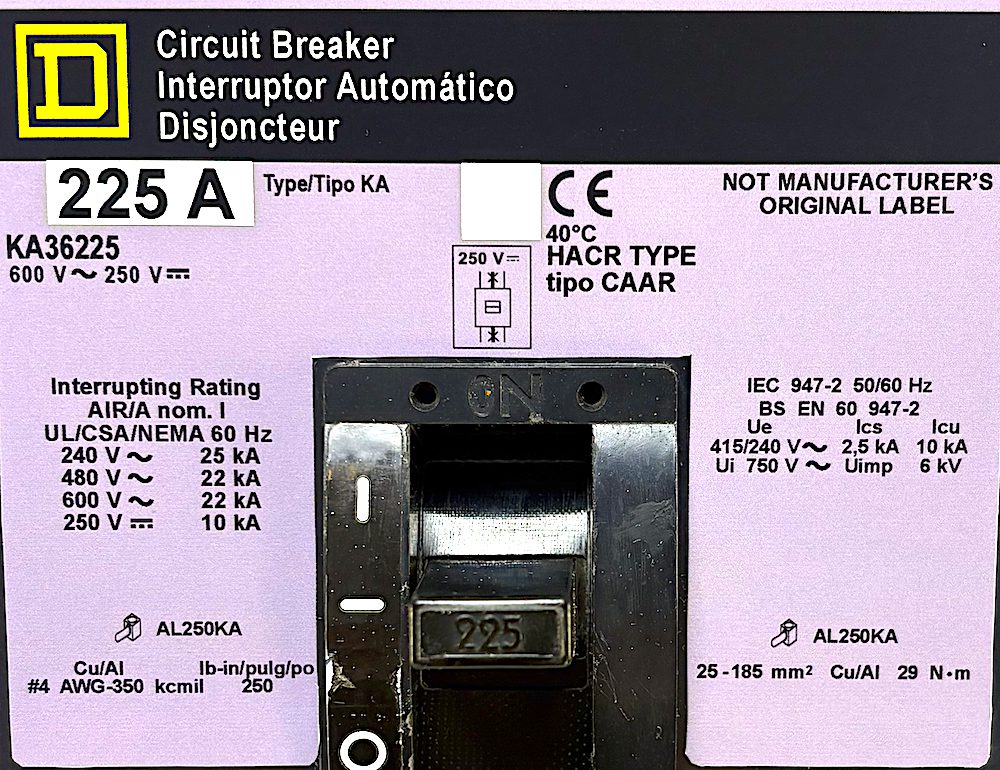 D
Circuit Breaker
Interruptor Automático
Disjoncteur
225 A
Type/Tipo KA
CE
NOT MANUFACTURER'S
ORIGINAL LABEL
KA36225
600 V~ 250 V⎓
40°C
HACR TYPE
tipo CAAR
250 V⎓
ON
Interrupting Rating
AIR/A nom. I
UL/CSA/NEMA 60 Hz
240 V ~ 25 kA
480 V ~ 22 kA
600 V ~ 22 kA
250 V ⎓ 10 kA
IEC 947-2 50/60 Hz
BS EN 60 947-2
Ue Ics Icu
415/240 V~ 2,5 kA 10 kA
Ui 750 V ~ Uimp 6 kV
225
AL250KA
Cu/Al lb-in/pulg/po
#4 AWG-350 kcmil 250
AL250KA
25-185 mm² Cu/Al 29 N·m
I
O